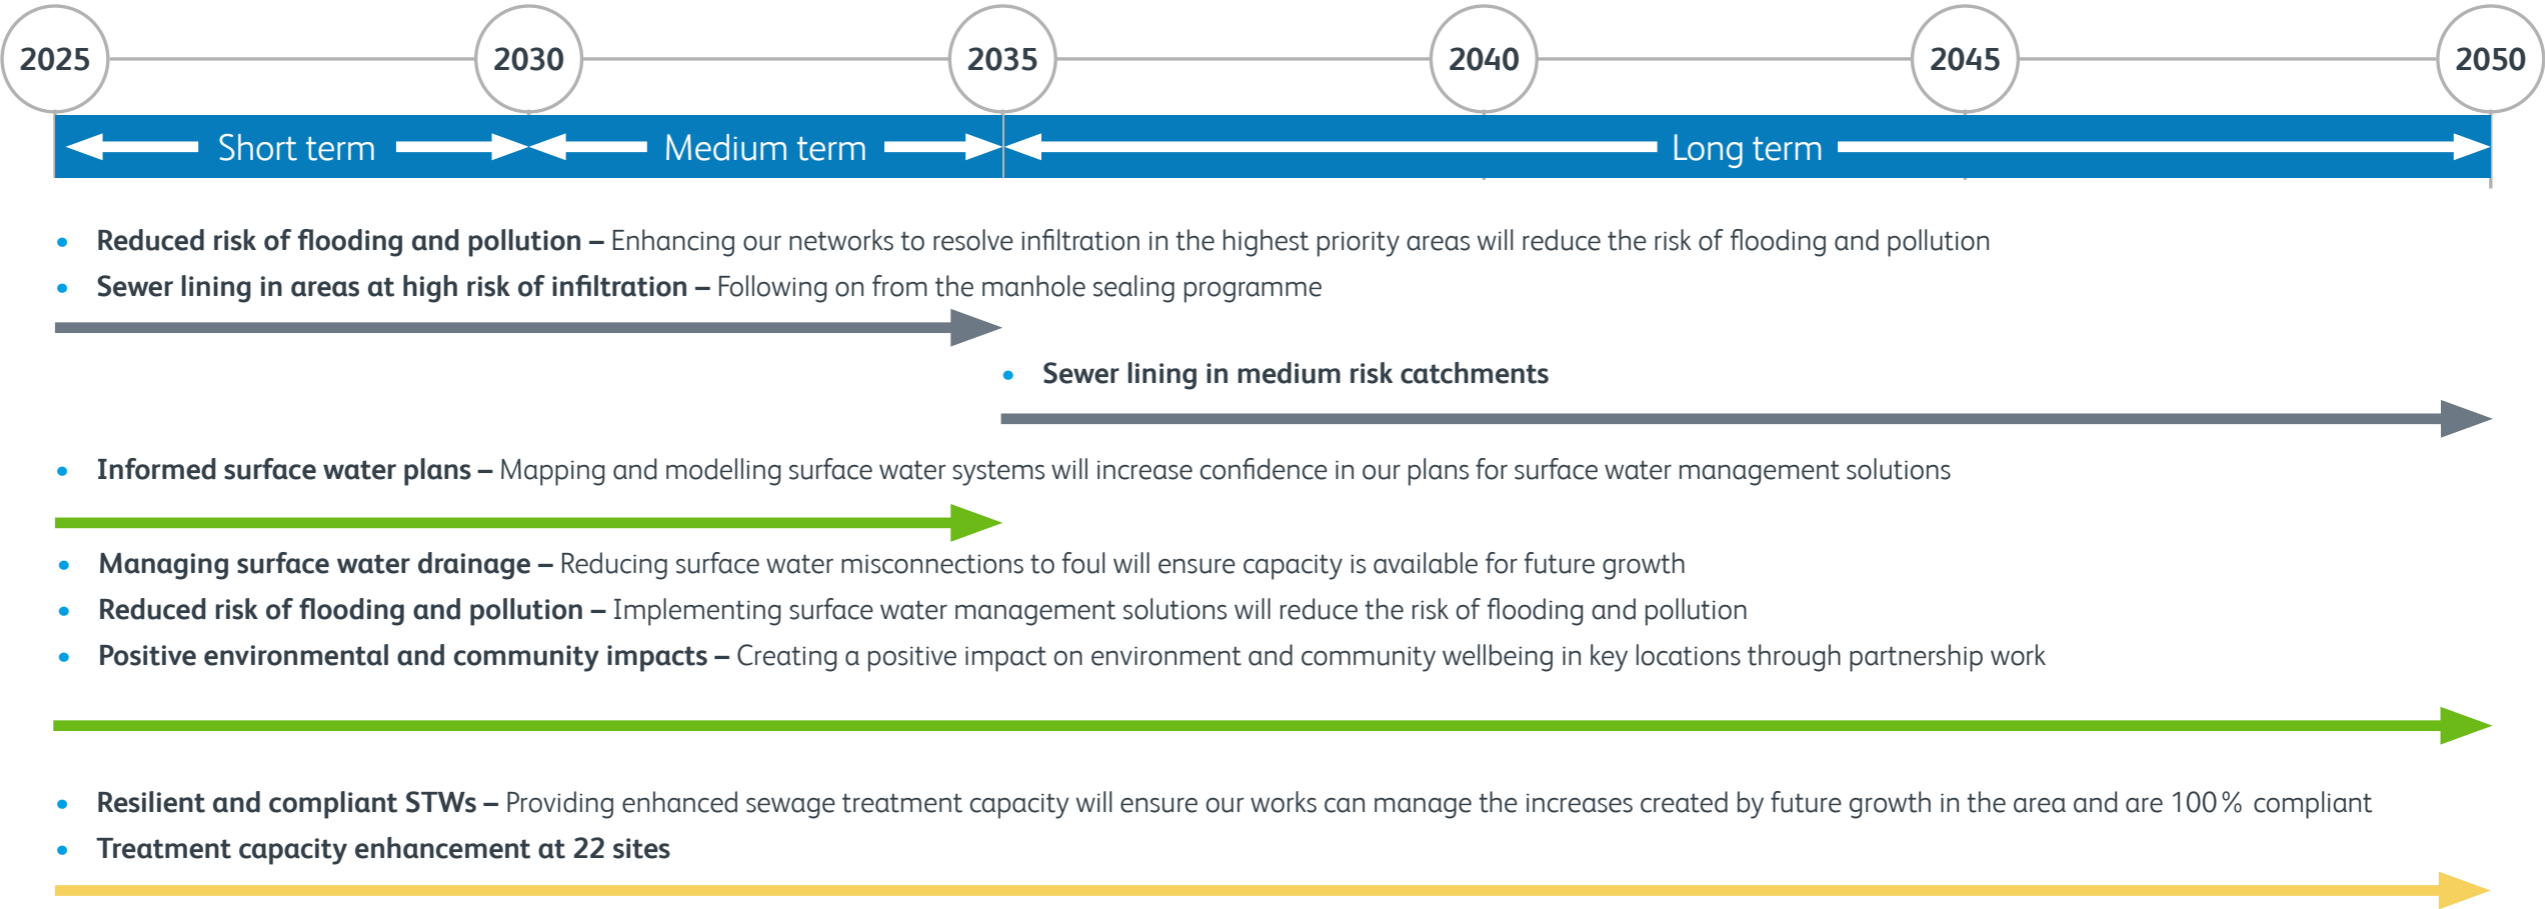 2025 2030 2035 2040 2045 2050
Short term Medium term Long term
• Reduced risk of flooding and pollution – Enhancing our networks to resolve infiltration in the highest priority areas will reduce the risk of flooding and pollution
• Sewer lining in areas at high risk of infiltration – Following on from the manhole sealing programme
• Sewer lining in medium risk catchments
• Informed surface water plans – Mapping and modelling surface water systems will increase confidence in our plans for surface water management solutions
• Managing surface water drainage – Reducing surface water misconnections to foul will ensure capacity is available for future growth
• Reduced risk of flooding and pollution – Implementing surface water management solutions will reduce the risk of flooding and pollution
• Positive environmental and community impacts – Creating a positive impact on environment and community wellbeing in key locations through partnership work
• Resilient and compliant STWs – Providing enhanced sewage treatment capacity will ensure our works can manage the increases created by future growth in the area and are 100% compliant
• Treatment capacity enhancement at 22 sites